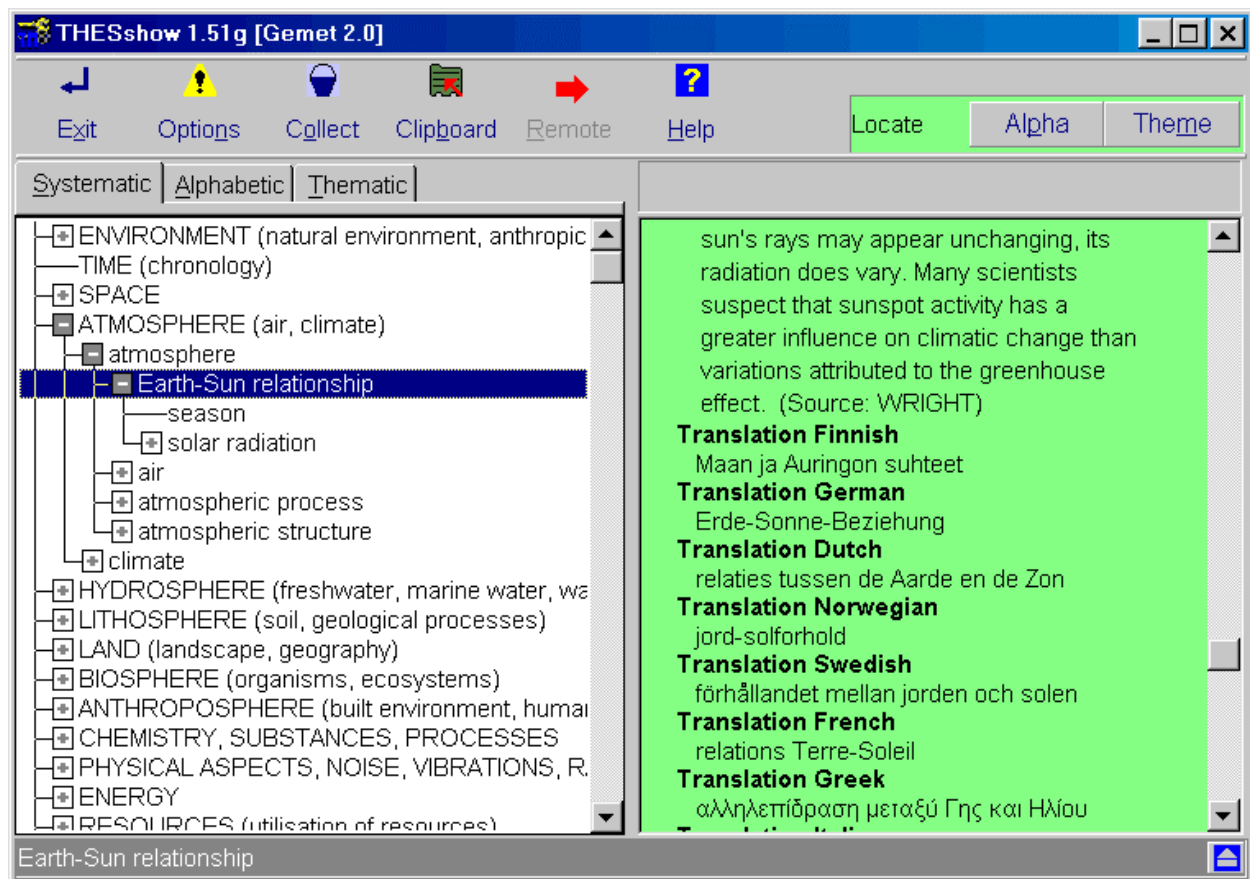 THESshow 1.51g [Gemet 2.0]
Exit Options Collect Clipboard Remote Help Locate Alpha Theme
Systematic Alphabetic Thematic
ENVIRONMENT (natural environment, anthropic
TIME (chronology)
SPACE
ATMOSPHERE (air, climate)
atmosphere
Earth-Sun relationship
season
solar radiation
air
atmospheric process
atmospheric structure
climate
HYDROSPHERE (freshwater, marine water, wa
LITHOSPHERE (soil, geological processes)
LAND (landscape, geography)
BIOSPHERE (organisms, ecosystems)
ANTHROPOSPHERE (built environment, human
CHEMISTRY, SUBSTANCES, PROCESSES
PHYSICAL ASPECTS, NOISE, VIBRATIONS, R.
ENERGY
RESOURCES (utilisation of resources)
sun's rays may appear unchanging, its
radiation does vary. Many scientists
suspect that sunspot activity has a
greater influence on climatic change than
variations attributed to the greenhouse
effect. (Source: WRIGHT)
Translation Finnish
Maan ja Auringon suhteet
Translation German
Erde-Sonne-Beziehung
Translation Dutch
relaties tussen de Aarde en de Zon
Translation Norwegian
jord-solforhold
Translation Swedish
förhållandet mellan jorden och solen
Translation French
relations Terre-Soleil
Translation Greek
αλληλεπίδραση μεταξύ Γης και Ηλίου
Earth-Sun relationship